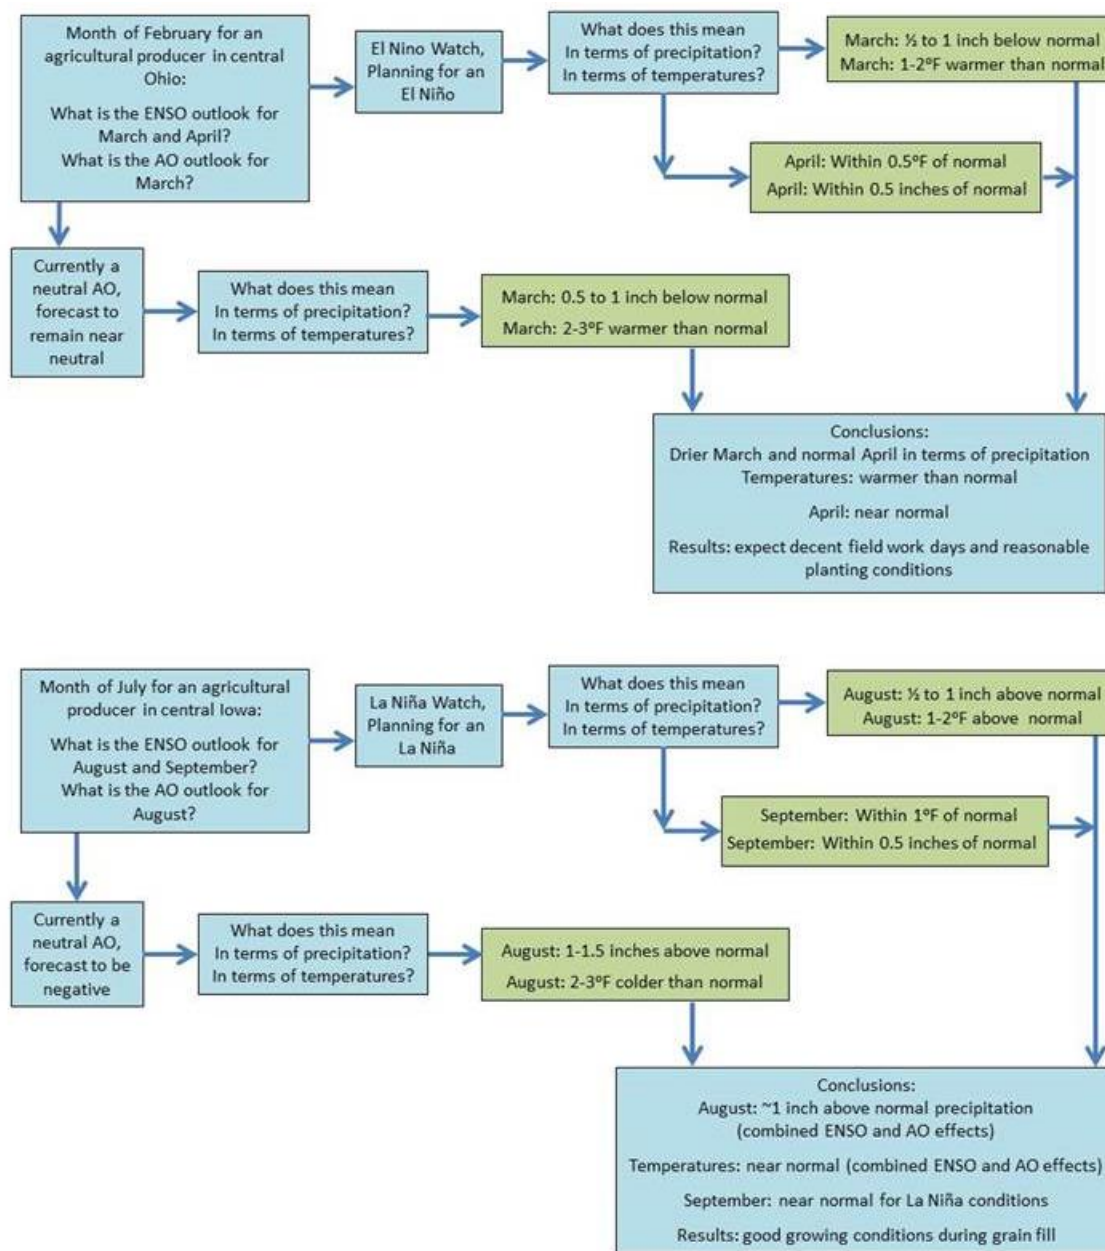 Month of February for an
agricultural producer in central
Ohio:
What is the ENSO outlook for
March and April?
What is the AO outlook for
March?
El Nino Watch,
Planning for an
El Niño
What does this mean
In terms of precipitation?
In terms of temperatures?
March: ½ to 1 inch below normal
March: 1-2°F warmer than normal
April: Within 0.5°F of normal
April: Within 0.5 inches of normal
Currently a
neutral AO,
forecast to
remain near
neutral
What does this mean
In terms of precipitation?
In terms of temperatures?
March: 0.5 to 1 inch below normal
March: 2-3°F warmer than normal
Conclusions:
Drier March and normal April in terms of precipitation
Temperatures: warmer than normal
April: near normal
Results: expect decent field work days and reasonable
planting conditions
Month of July for an agricultural
producer in central Iowa:
What is the ENSO outlook for
August and September?
What is the AO outlook for
August?
La Niña Watch,
Planning for an
La Niña
What does this mean
In terms of precipitation?
In terms of temperatures?
August: ½ to 1 inch above normal
August: 1-2°F above normal
September: Within 1°F of normal
September: Within 0.5 inches of normal
Currently a
neutral AO,
forecast to be
negative
What does this mean
In terms of precipitation?
In terms of temperatures?
August: 1-1.5 inches above normal
August: 2-3°F colder than normal
Conclusions:
August: ~1 inch above normal precipitation
(combined ENSO and AO effects)
Temperatures: near normal (combined ENSO and AO effects)
September: near normal for La Niña conditions
Results: good growing conditions during grain fill